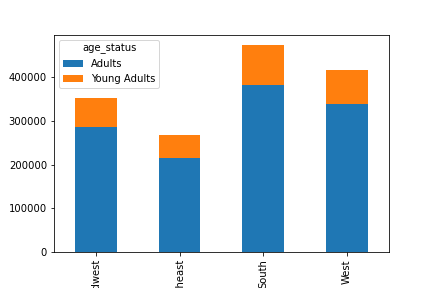 age_status
Adults
Young Adults
400000
300000
200000
100000
0
dwest
heast
South
West